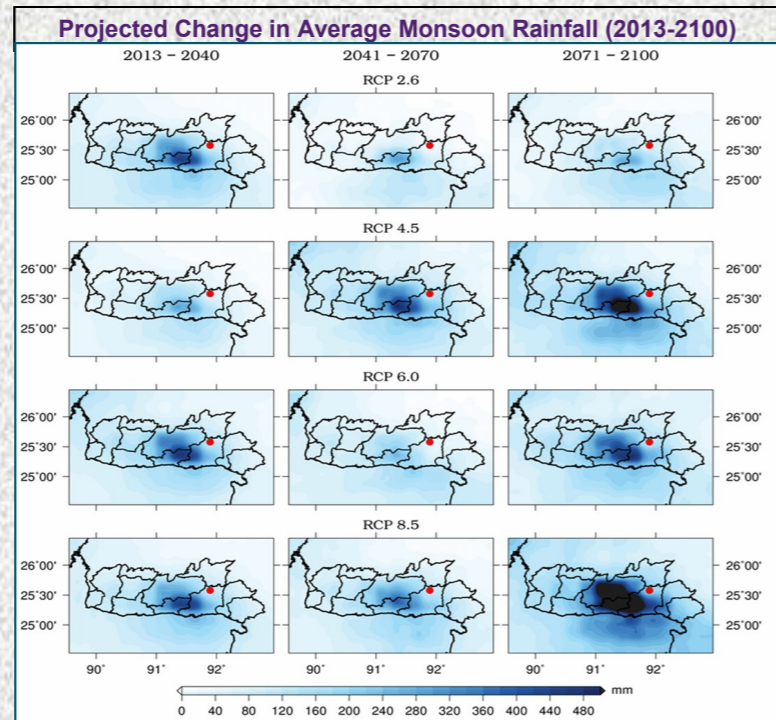 Projected Change in Average Monsoon Rainfall (2013-2100)
2013 – 2040 2041 – 2070 2071 – 2100
RCP 2.6
26˚00' 26˚00'
25˚30' 25˚30'
25˚00' 25˚00'
RCP 4.5
26˚00' 26˚00'
25˚30' 25˚30'
25˚00' 25˚00'
RCP 6.0
26˚00' 26˚00'
25˚30' 25˚30'
25˚00' 25˚00'
RCP 8.5
26˚00' 26˚00'
25˚30' 25˚30'
25˚00' 25˚00'
90˚ 91˚ 92˚ 90˚ 91˚ 92˚ 90˚ 91˚ 92˚
mm
0 40 80 120 160 200 240 280 320 360 400 440 480